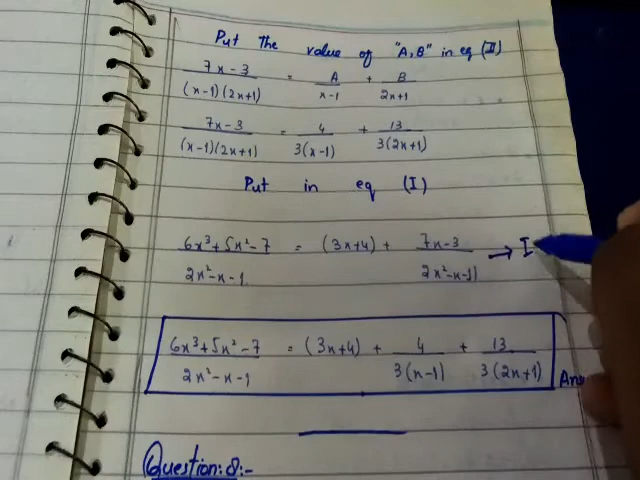 Put the value of "A,B" in eq (II)
7x-3 / (x-1)(2x+1) = A / x-1 + B / 2x+1
7x-3 / (x-1)(2x+1) = 4 / 3(x-1) + 13 / 3(2x+1)
Put in eq (I)
6x³+5x²-7 / 2x²-x-1 = (3x+4) + 7x-3 / 2x²-x-1 → I
6x³+5x²-7 / 2x²-x-1 = (3x+4) + 4 / 3(x-1) + 13 / 3(2x+1) Ans
Question:8:-